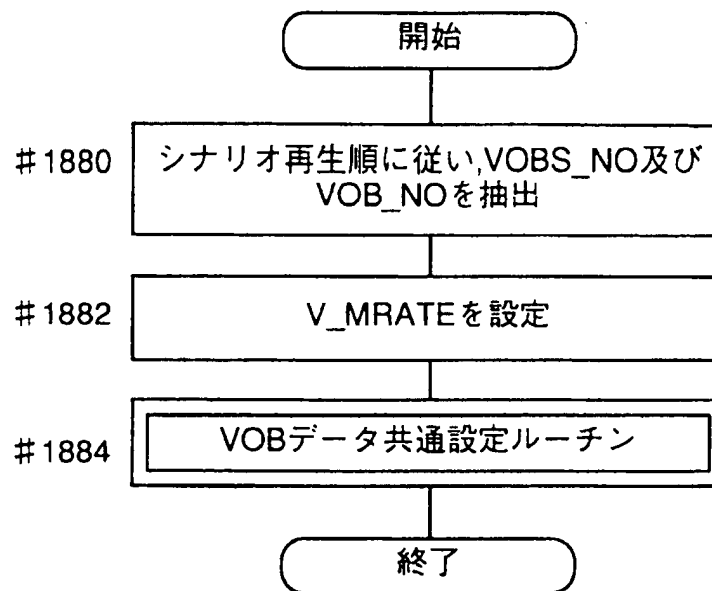 開始
#1880
シナリオ再生順に従い,VOBS_NO及び
VOB_NOを抽出
#1882
V_MRATEを設定
#1884
VOBデータ共通設定ルーチン
終了